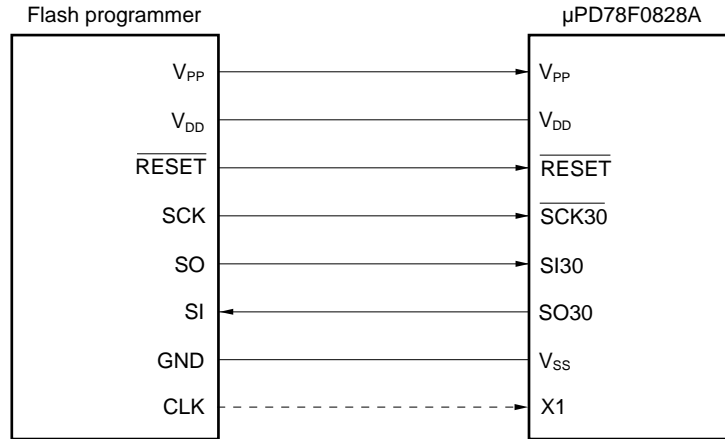 Flash programmer µPD78F0828A
VPP VPP
VDD VDD
RESET RESET
SCK SCK30
SO SI30
SI SO30
GND VSS
CLK X1